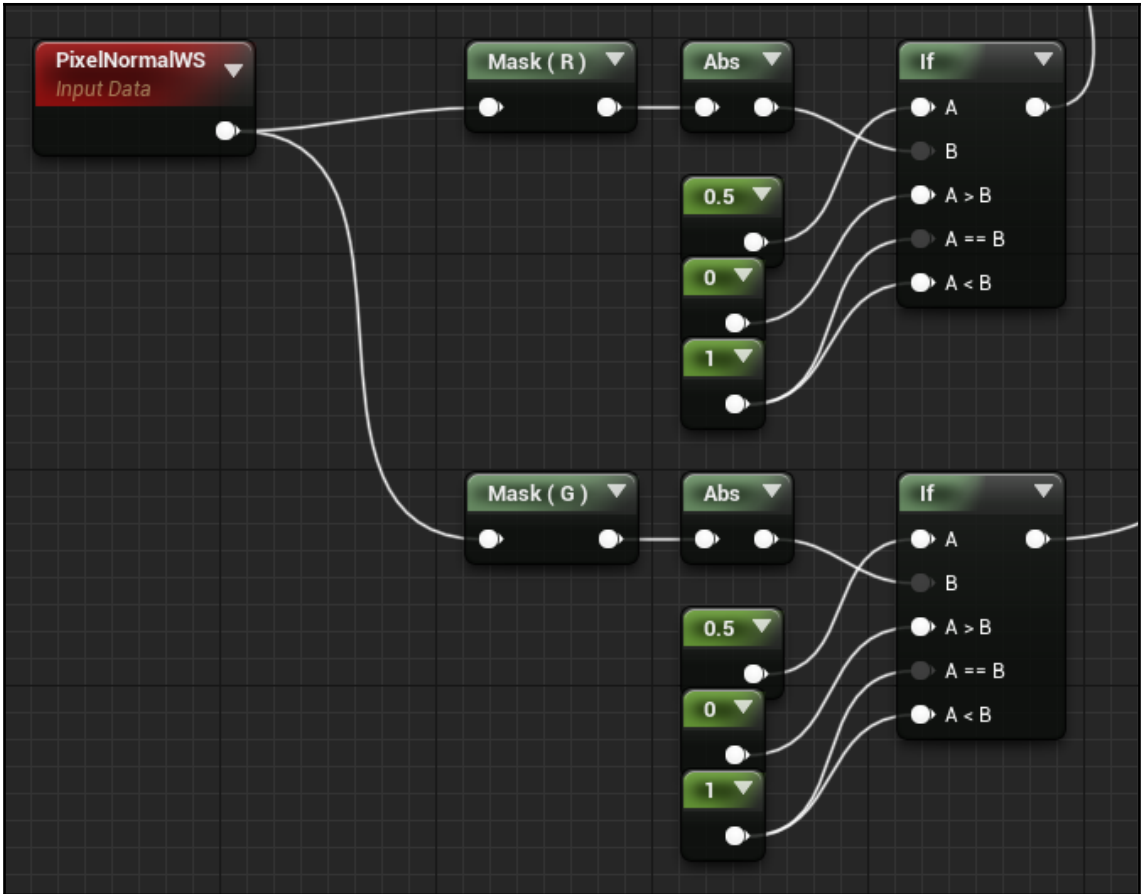 PixelNormalWS
Input Data
Mask ( R )
Abs
If
A
B
A > B
A == B
A < B
0.5
0
1
Mask ( G )
Abs
If
A
B
A > B
A == B
A < B
0.5
0
1